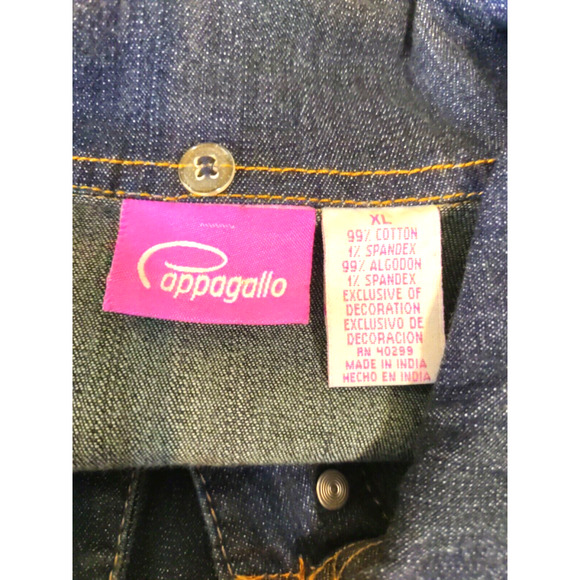 Pappagallo
XL
99% COTTON
1% SPANDEX
99% ALGODON
1% SPANDEX
EXCLUSIVE OF
DECORATION
EXCLUSIVO DE
DECORACION
RN 40299
MADE IN INDIA
HECHO EN INDIA